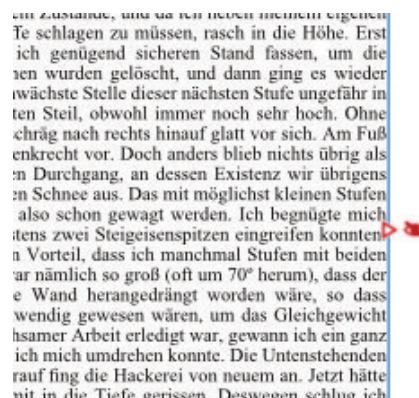 Zustande, und da ich neben meinem eigenen
schlagen zu müssen, rasch in die Höhe. Erst
ich genügend sicheren Stand fassen, um die
wurden gelöscht, und dann ging es wieder
wächste Stelle dieser nächsten Stufe ungefähr in
ten Steil, obwohl immer noch sehr hoch. Ohne
chräg nach rechts hinauf glatt vor sich. Am Fuß
enkrecht vor. Doch anders blieb nichts übrig als
n Durchgang, an dessen Existenz wir übrigens
en Schnee aus. Das mit möglichst kleinen Stufen
also schon gewagt werden. Ich begnügte mich
stens zwei Steigeisenspitzen eingreifen konnten
n Vorteil, dass ich manchmal Stufen mit beiden
ar nämlich so groß (oft um 70º herum), dass der
e Wand herangedrängt worden wäre, so dass
wendig gewesen wären, um das Gleichgewicht
hsamer Arbeit erledigt war, gewann ich ein ganz
ich mich umdrehen konnte. Die Untenstehenden
rauf fing die Hackerei von neuem an. Jetzt hätte
mit in die Tiefe gerissen. Deswegen schlug ich